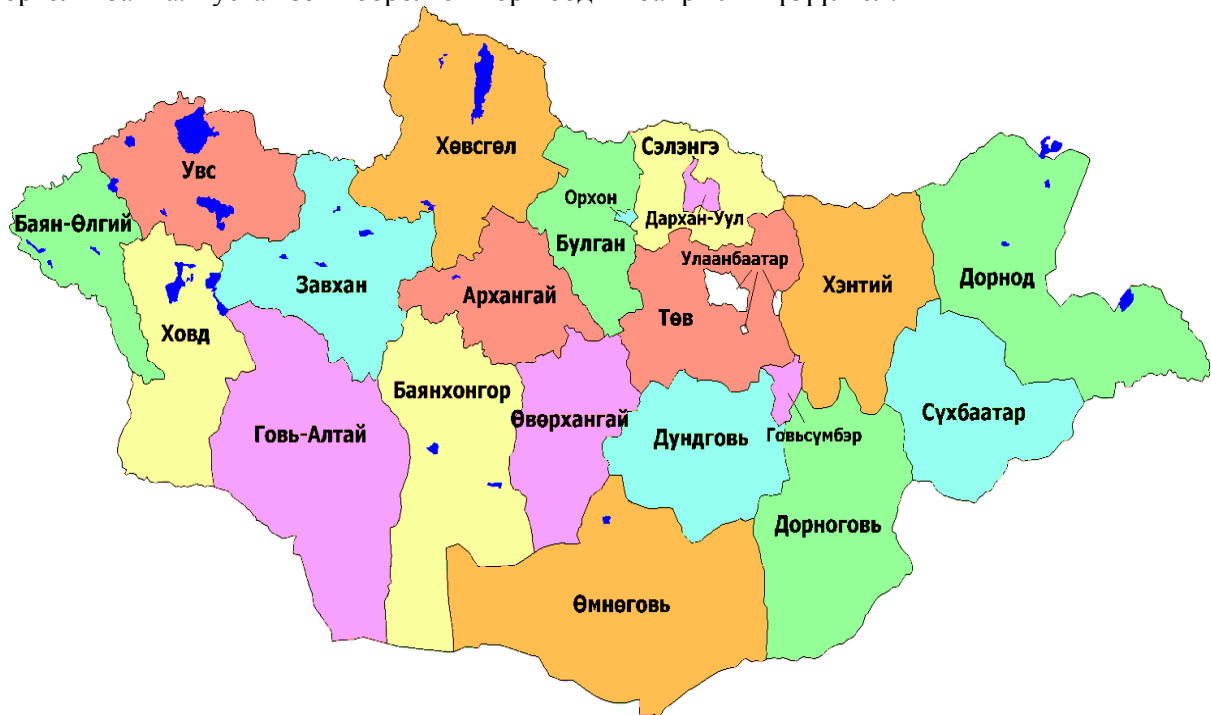 Хөвсгөл
Сэлэнгэ
Увс
Орхон
Дархан-Уул
Баян-Өлгий
Булган
Улаанбаатар
Завхан
Архангай
Төв
Хэнтий
Дорнод
Ховд
Баянхонгор
Говь-Алтай
Өвөрхангай
Дундговь
Говьсүмбэр
Сүхбаатар
Дорноговь
Өмнөговь